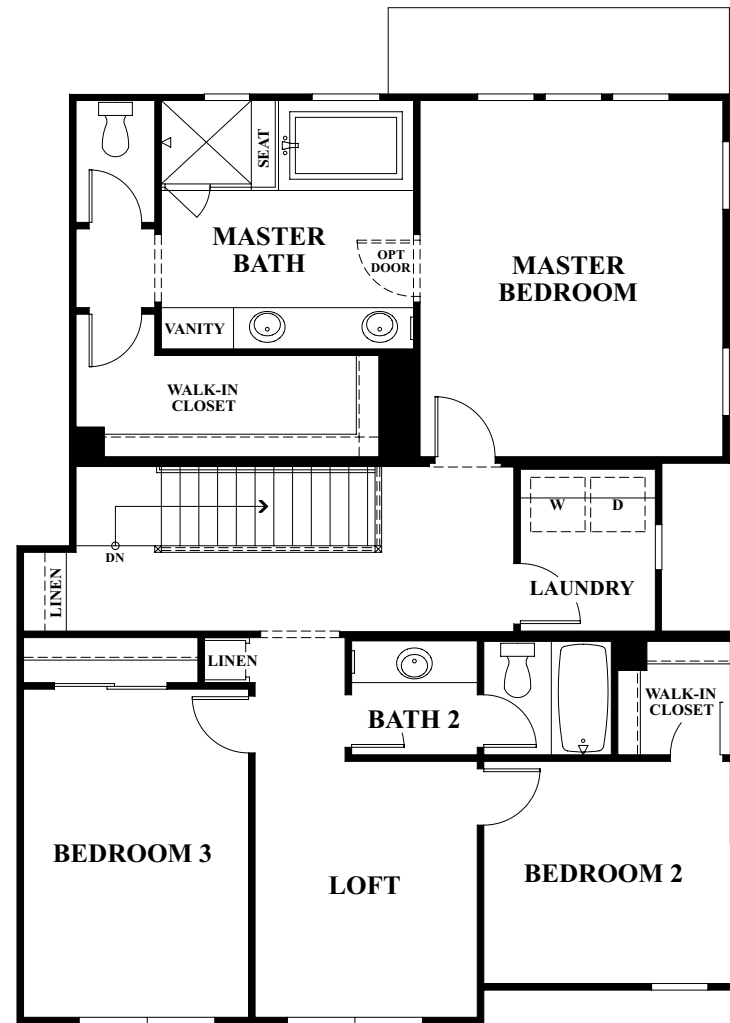 SEAT
MASTER
BATH
OPT
DOOR
MASTER
BEDROOM
VANITY
WALK-IN
CLOSET
W
D
DN
LINEN
LAUNDRY
LINEN
WALK-IN
CLOSET
BATH 2
BEDROOM 3
LOFT
BEDROOM 2